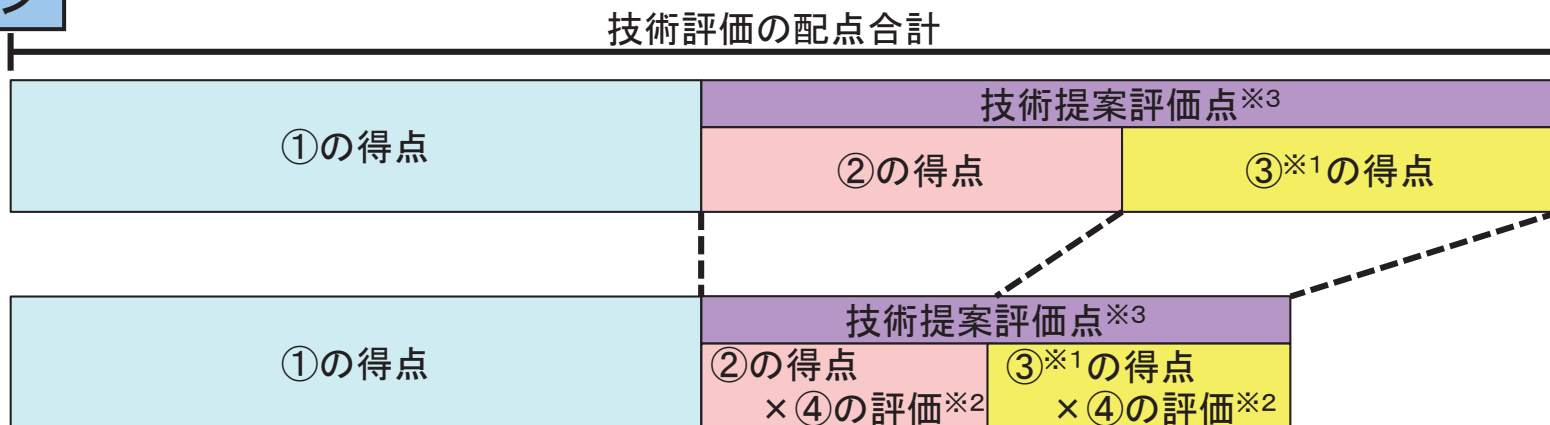 技術評価の配点合計
技術提案評価点※3
①の得点
②の得点
③※1の得点
技術提案評価点※3
①の得点
②の得点
×④の評価※2
③※1の得点
×④の評価※2